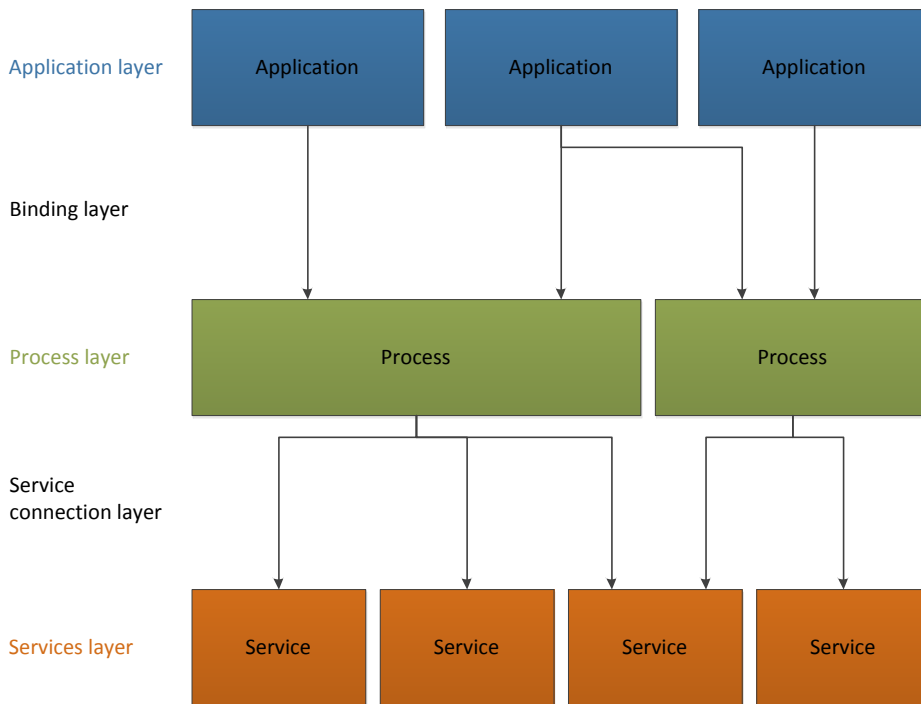 Application layer
Application
Application
Application
Binding layer
Process layer
Process
Process
Service
connection layer
Services layer
Service
Service
Service
Service